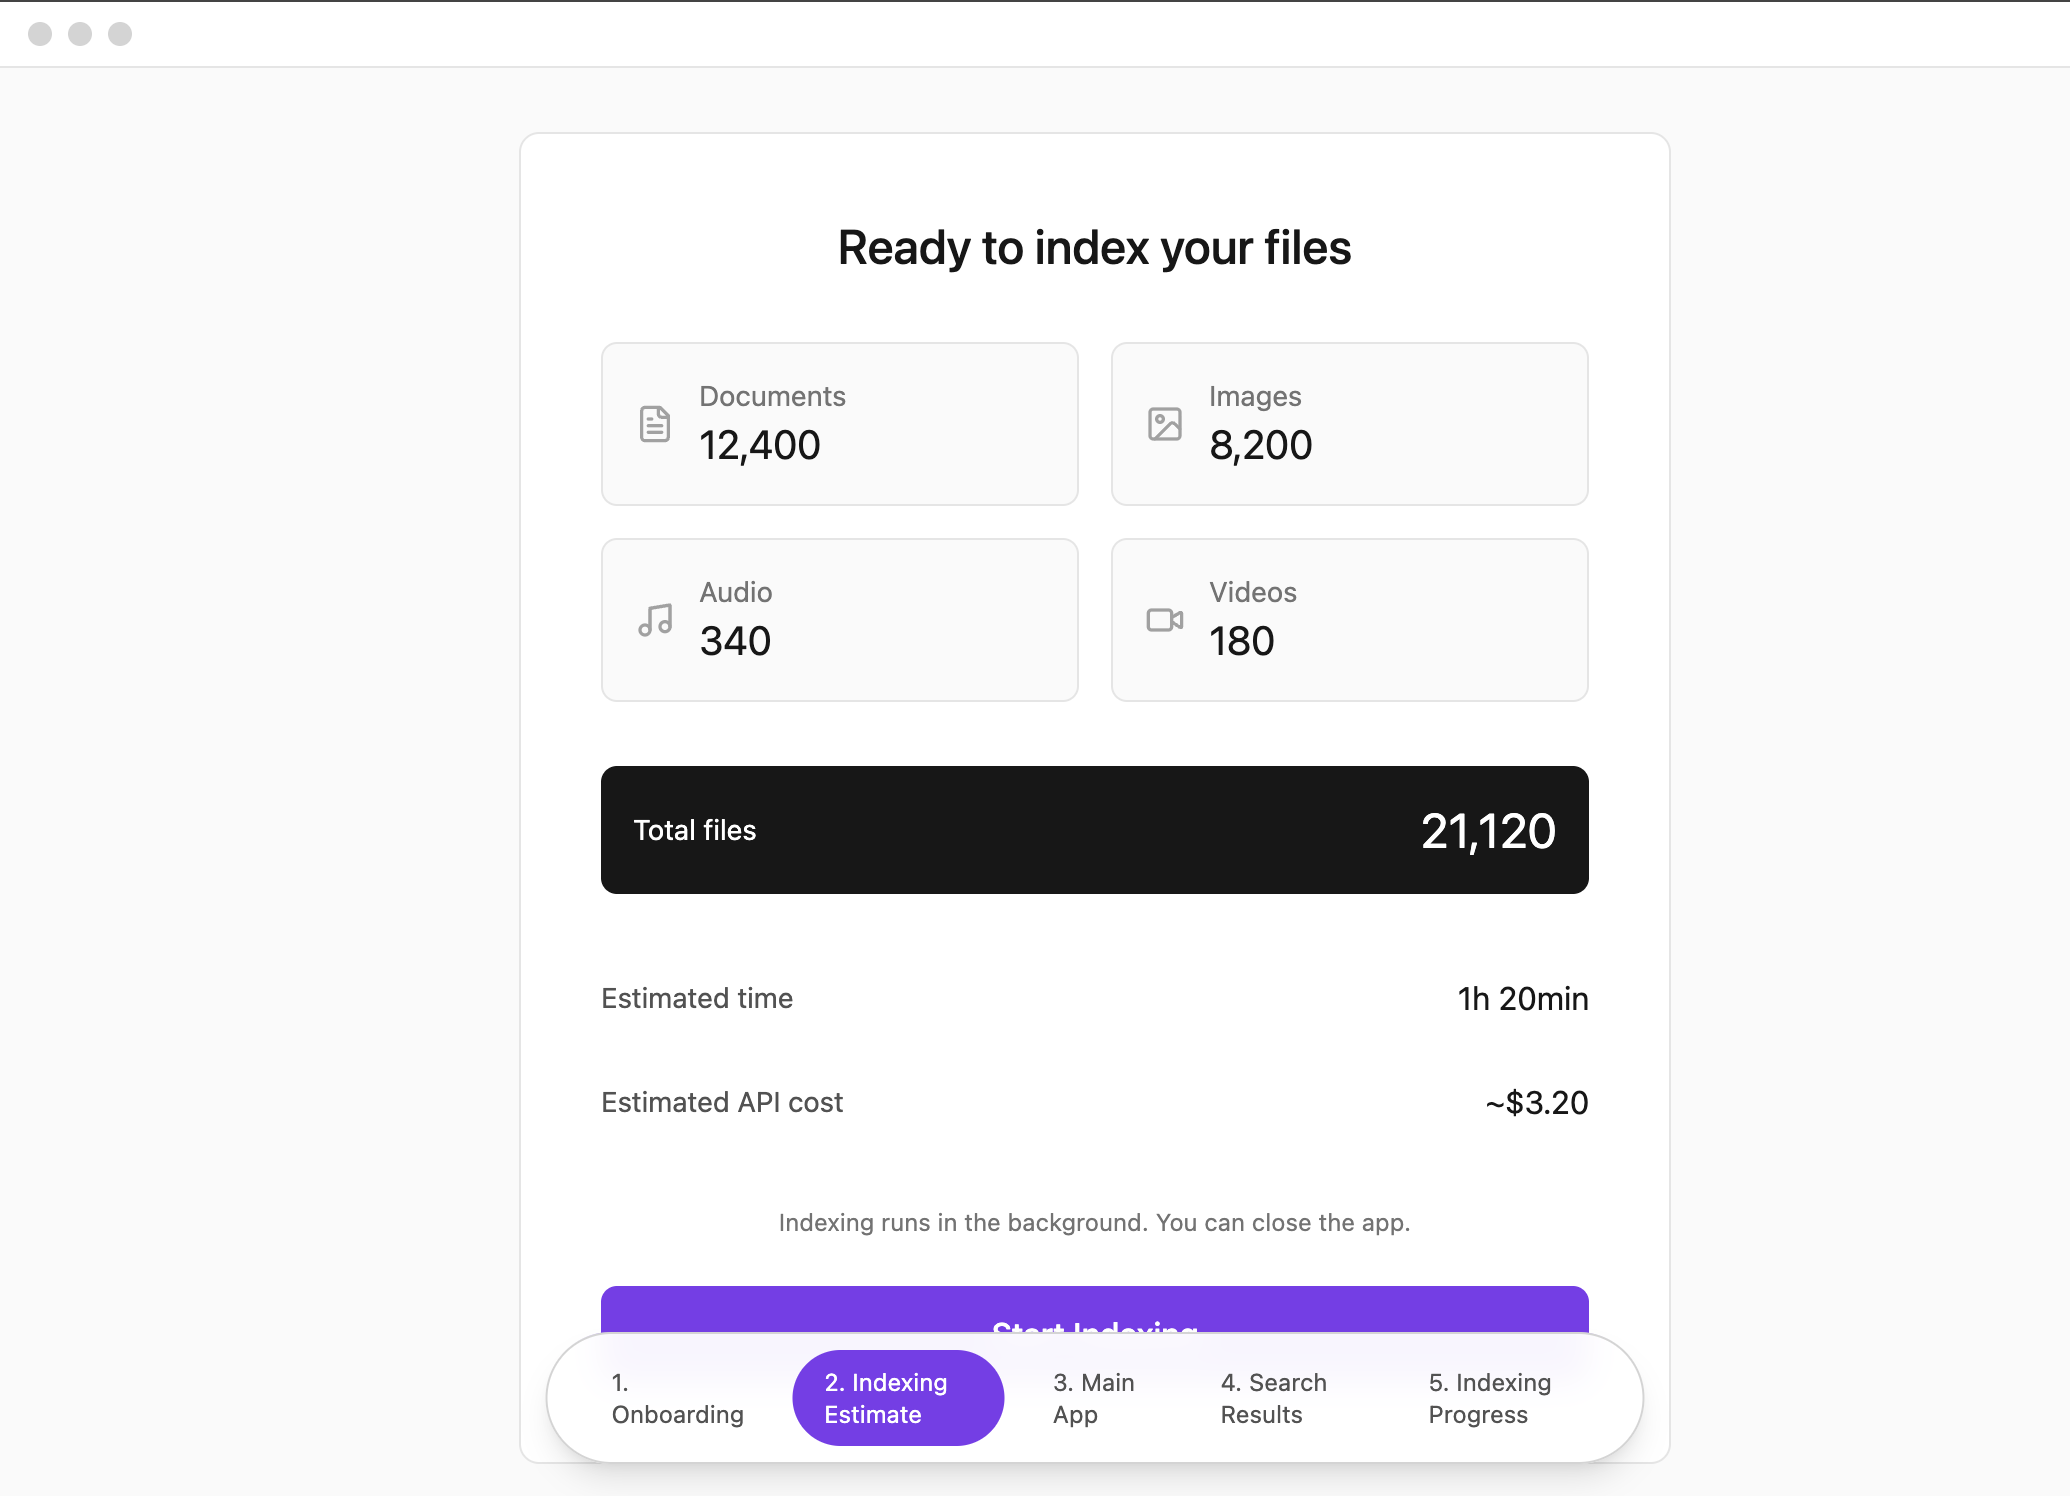 Ready to index your files
Documents
12,400
Images
8,200
Audio
340
Videos
180
Total files
21,120
Estimated time
1h 20min
Estimated API cost
~$3.20
Indexing runs in the background. You can close the app.
Start Indexing
1.
Onboarding
2. Indexing
Estimate
3. Main
App
4. Search
Results
5. Indexing
Progress